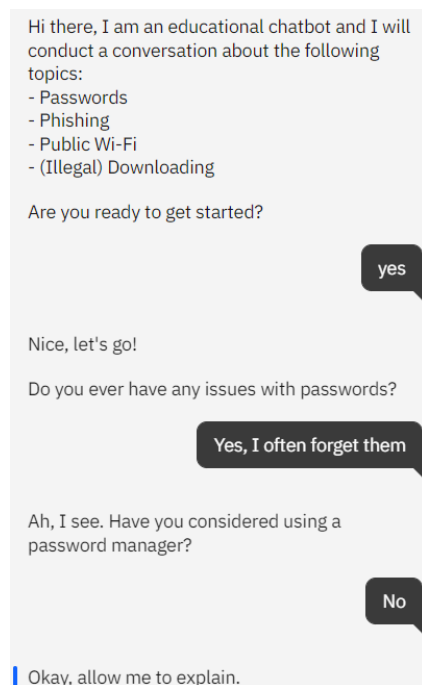 Hi there, I am an educational chatbot and I will
conduct a conversation about the following
topics:
- Passwords
- Phishing
- Public Wi-Fi
- (Illegal) Downloading
Are you ready to get started?
yes
Nice, let's go!
Do you ever have any issues with passwords?
Yes, I often forget them
Ah, I see. Have you considered using a
password manager?
No
Okay, allow me to explain.